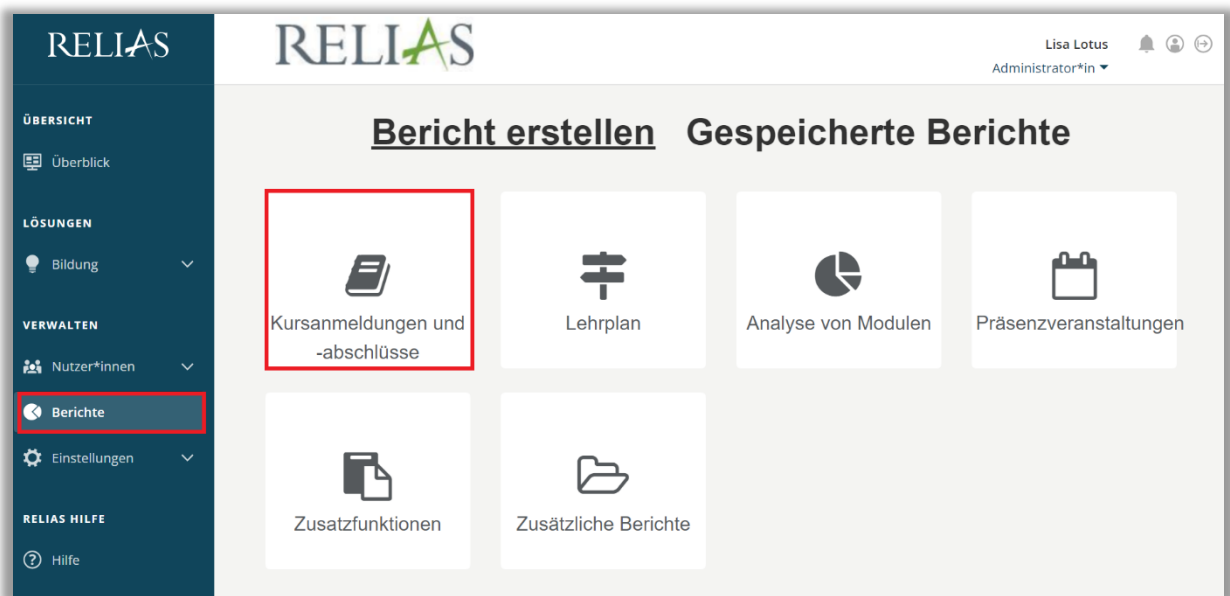 RELIAS
ÜBERSICHT
Überblick
LÖSUNGEN
Bildung
VERWALTEN
Nutzer*innen
Berichte
Einstellungen
RELIAS HILFE
Hilfe
RELIAS
Lisa Lotus
Administrator*in
Bericht erstellen Gespeicherte Berichte
Kursanmeldungen und
-abschlüsse
Lehrplan
Analyse von Modulen
Präsenzveranstaltungen
Zusatzfunktionen
Zusätzliche Berichte